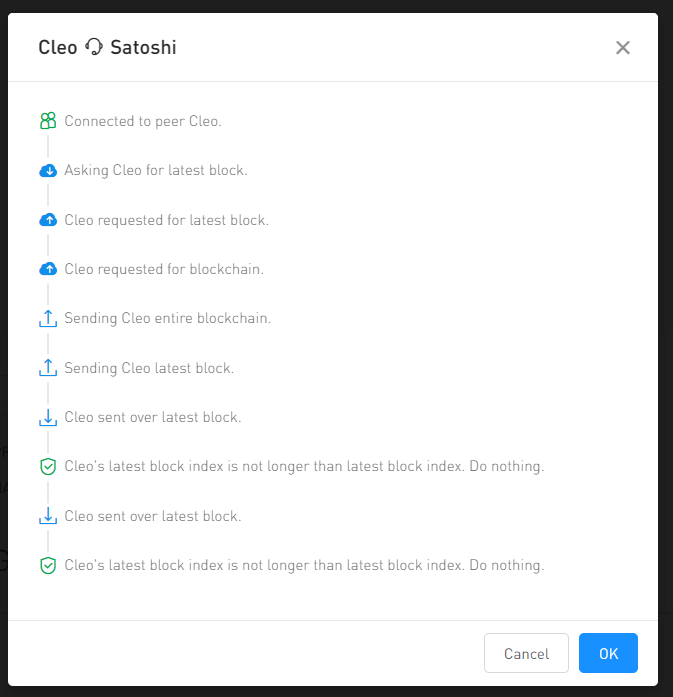 Cleo Satoshi
Connected to peer Cleo.
Asking Cleo for latest block.
Cleo requested for latest block.
Cleo requested for blockchain.
Sending Cleo entire blockchain.
Sending Cleo latest block.
Cleo sent over latest block.
Cleo's latest block index is not longer than latest block index. Do nothing.
Cleo sent over latest block.
Cleo's latest block index is not longer than latest block index. Do nothing.
Cancel OK